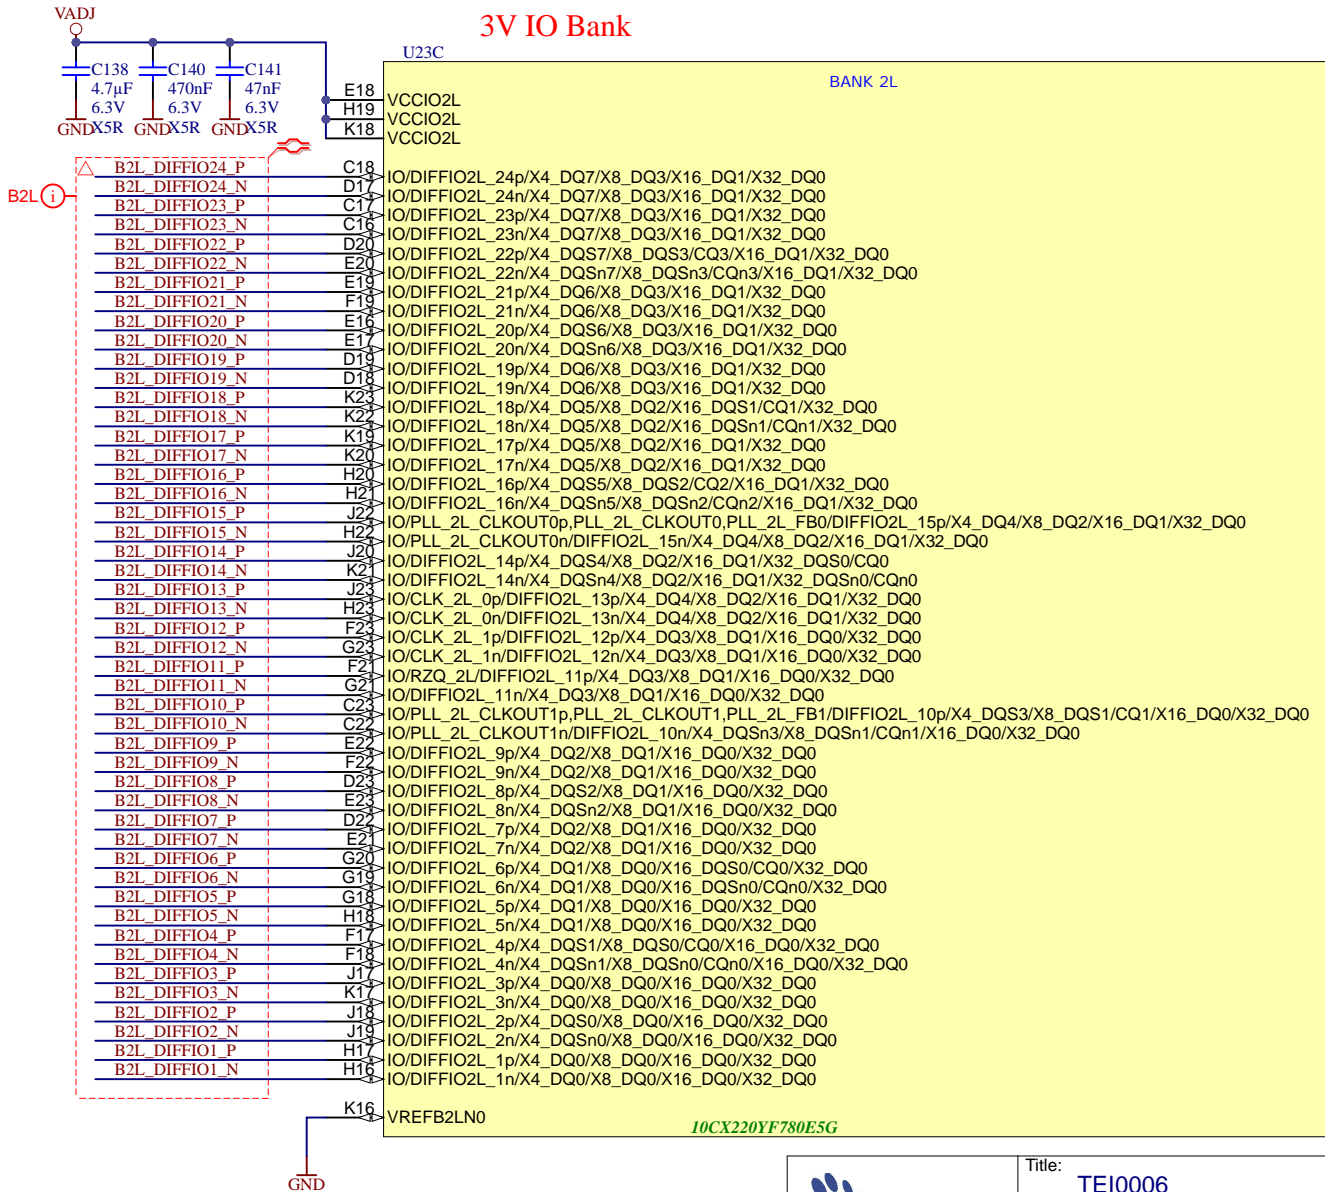 VADJ
3V IO Bank
U23C
BANK 2L
C138 C140 C141
4.7µF 470nF 47nF
6.3V 6.3V 6.3V
X5R X5R X5R
GND GND GND
E18 VCCIO2L
H19 VCCIO2L
K18 VCCIO2L
B2L i
B2L_DIFFIO24_P C18 IO/DIFFIO2L_24p/X4_DQ7/X8_DQ3/X16_DQ1/X32_DQ0
B2L_DIFFIO24_N D17 IO/DIFFIO2L_24n/X4_DQ7/X8_DQ3/X16_DQ1/X32_DQ0
B2L_DIFFIO23_P C17 IO/DIFFIO2L_23p/X4_DQ7/X8_DQ3/X16_DQ1/X32_DQ0
B2L_DIFFIO23_N C16 IO/DIFFIO2L_23n/X4_DQ7/X8_DQ3/X16_DQ1/X32_DQ0
B2L_DIFFIO22_P D20 IO/DIFFIO2L_22p/X4_DQS7/X8_DQS3/CQ3/X16_DQ1/X32_DQ0
B2L_DIFFIO22_N E20 IO/DIFFIO2L_22n/X4_DQSn7/X8_DQSn3/CQn3/X16_DQ1/X32_DQ0
B2L_DIFFIO21_P E19 IO/DIFFIO2L_21p/X4_DQ6/X8_DQ3/X16_DQ1/X32_DQ0
B2L_DIFFIO21_N F19 IO/DIFFIO2L_21n/X4_DQ6/X8_DQ3/X16_DQ1/X32_DQ0
B2L_DIFFIO20_P E16 IO/DIFFIO2L_20p/X4_DQS6/X8_DQ3/X16_DQ1/X32_DQ0
B2L_DIFFIO20_N E17 IO/DIFFIO2L_20n/X4_DQSn6/X8_DQ3/X16_DQ1/X32_DQ0
B2L_DIFFIO19_P D19 IO/DIFFIO2L_19p/X4_DQ6/X8_DQ3/X16_DQ1/X32_DQ0
B2L_DIFFIO19_N D18 IO/DIFFIO2L_19n/X4_DQ6/X8_DQ3/X16_DQ1/X32_DQ0
B2L_DIFFIO18_P K23 IO/DIFFIO2L_18p/X4_DQ5/X8_DQ2/X16_DQS1/CQ1/X32_DQ0
B2L_DIFFIO18_N K22 IO/DIFFIO2L_18n/X4_DQ5/X8_DQ2/X16_DQSn1/CQn1/X32_DQ0
B2L_DIFFIO17_P K19 IO/DIFFIO2L_17p/X4_DQ5/X8_DQ2/X16_DQ1/X32_DQ0
B2L_DIFFIO17_N K20 IO/DIFFIO2L_17n/X4_DQ5/X8_DQ2/X16_DQ1/X32_DQ0
B2L_DIFFIO16_P H20 IO/DIFFIO2L_16p/X4_DQS5/X8_DQS2/CQ2/X16_DQ1/X32_DQ0
B2L_DIFFIO16_N H21 IO/DIFFIO2L_16n/X4_DQSn5/X8_DQSn2/CQn2/X16_DQ1/X32_DQ0
B2L_DIFFIO15_P J22 IO/PLL_2L_CLKOUT0p,PLL_2L_CLKOUT0,PLL_2L_FB0/DIFFIO2L_15p/X4_DQ4/X8_DQ2/X16_DQ1/X32_DQ0
B2L_DIFFIO15_N H22 IO/PLL_2L_CLKOUT0n/DIFFIO2L_15n/X4_DQ4/X8_DQ2/X16_DQ1/X32_DQ0
B2L_DIFFIO14_P J20 IO/DIFFIO2L_14p/X4_DQS4/X8_DQ2/X16_DQ1/X32_DQS0/CQ0
B2L_DIFFIO14_N K21 IO/DIFFIO2L_14n/X4_DQSn4/X8_DQ2/X16_DQ1/X32_DQSn0/CQn0
B2L_DIFFIO13_P J23 IO/CLK_2L_0p/DIFFIO2L_13p/X4_DQ4/X8_DQ2/X16_DQ1/X32_DQ0
B2L_DIFFIO13_N H23 IO/CLK_2L_0n/DIFFIO2L_13n/X4_DQ4/X8_DQ2/X16_DQ1/X32_DQ0
B2L_DIFFIO12_P F23 IO/CLK_2L_1p/DIFFIO2L_12p/X4_DQ3/X8_DQ1/X16_DQ0/X32_DQ0
B2L_DIFFIO12_N G23 IO/CLK_2L_1n/DIFFIO2L_12n/X4_DQ3/X8_DQ1/X16_DQ0/X32_DQ0
B2L_DIFFIO11_P F21 IO/RZQ_2L/DIFFIO2L_11p/X4_DQ3/X8_DQ1/X16_DQ0/X32_DQ0
B2L_DIFFIO11_N G21 IO/DIFFIO2L_11n/X4_DQ3/X8_DQ1/X16_DQ0/X32_DQ0
B2L_DIFFIO10_P C23 IO/PLL_2L_CLKOUT1p,PLL_2L_CLKOUT1,PLL_2L_FB1/DIFFIO2L_10p/X4_DQS3/X8_DQS1/CQ1/X16_DQ0/X32_DQ0
B2L_DIFFIO10_N C22 IO/PLL_2L_CLKOUT1n/DIFFIO2L_10n/X4_DQSn3/X8_DQSn1/CQn1/X16_DQ0/X32_DQ0
B2L_DIFFIO9_P E22 IO/DIFFIO2L_9p/X4_DQ2/X8_DQ1/X16_DQ0/X32_DQ0
B2L_DIFFIO9_N F22 IO/DIFFIO2L_9n/X4_DQ2/X8_DQ1/X16_DQ0/X32_DQ0
B2L_DIFFIO8_P D23 IO/DIFFIO2L_8p/X4_DQS2/X8_DQ1/X16_DQ0/X32_DQ0
B2L_DIFFIO8_N E23 IO/DIFFIO2L_8n/X4_DQSn2/X8_DQ1/X16_DQ0/X32_DQ0
B2L_DIFFIO7_P D22 IO/DIFFIO2L_7p/X4_DQ2/X8_DQ1/X16_DQ0/X32_DQ0
B2L_DIFFIO7_N E21 IO/DIFFIO2L_7n/X4_DQ2/X8_DQ1/X16_DQ0/X32_DQ0
B2L_DIFFIO6_P G20 IO/DIFFIO2L_6p/X4_DQ1/X8_DQ0/X16_DQS0/CQ0/X32_DQ0
B2L_DIFFIO6_N G19 IO/DIFFIO2L_6n/X4_DQ1/X8_DQ0/X16_DQSn0/CQn0/X32_DQ0
B2L_DIFFIO5_P G18 IO/DIFFIO2L_5p/X4_DQ1/X8_DQ0/X16_DQ0/X32_DQ0
B2L_DIFFIO5_N H18 IO/DIFFIO2L_5n/X4_DQ1/X8_DQ0/X16_DQ0/X32_DQ0
B2L_DIFFIO4_P F17 IO/DIFFIO2L_4p/X4_DQS1/X8_DQS0/CQ0/X16_DQ0/X32_DQ0
B2L_DIFFIO4_N F18 IO/DIFFIO2L_4n/X4_DQSn1/X8_DQSn0/CQn0/X16_DQ0/X32_DQ0
B2L_DIFFIO3_P J17 IO/DIFFIO2L_3p/X4_DQ0/X8_DQ0/X16_DQ0/X32_DQ0
B2L_DIFFIO3_N K17 IO/DIFFIO2L_3n/X4_DQ0/X8_DQ0/X16_DQ0/X32_DQ0
B2L_DIFFIO2_P J18 IO/DIFFIO2L_2p/X4_DQS0/X8_DQ0/X16_DQ0/X32_DQ0
B2L_DIFFIO2_N J19 IO/DIFFIO2L_2n/X4_DQSn0/X8_DQ0/X16_DQ0/X32_DQ0
B2L_DIFFIO1_P H17 IO/DIFFIO2L_1p/X4_DQ0/X8_DQ0/X16_DQ0/X32_DQ0
B2L_DIFFIO1_N H16 IO/DIFFIO2L_1n/X4_DQ0/X8_DQ0/X16_DQ0/X32_DQ0
K16 VREFB2LN0
10CX220YF780E5G
GND
Title:
TEI0006